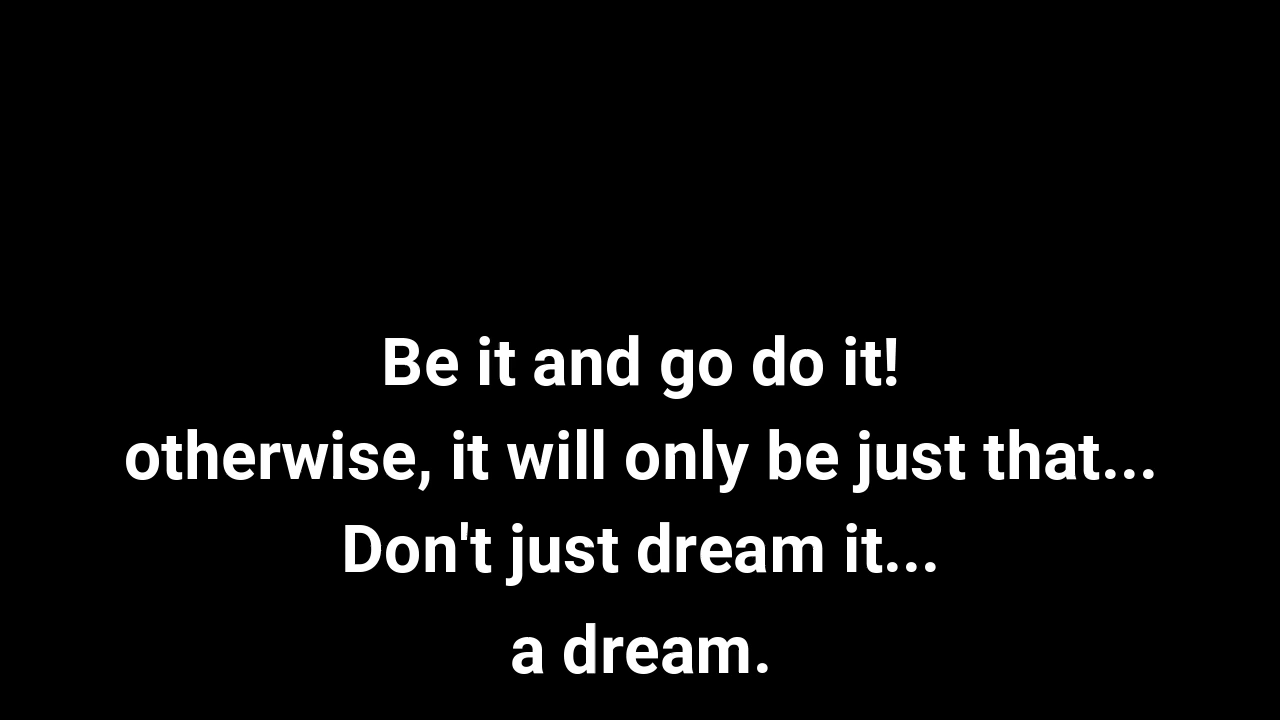 Be it and go do it!
otherwise, it will only be just that...
Don't just dream it...
a dream.